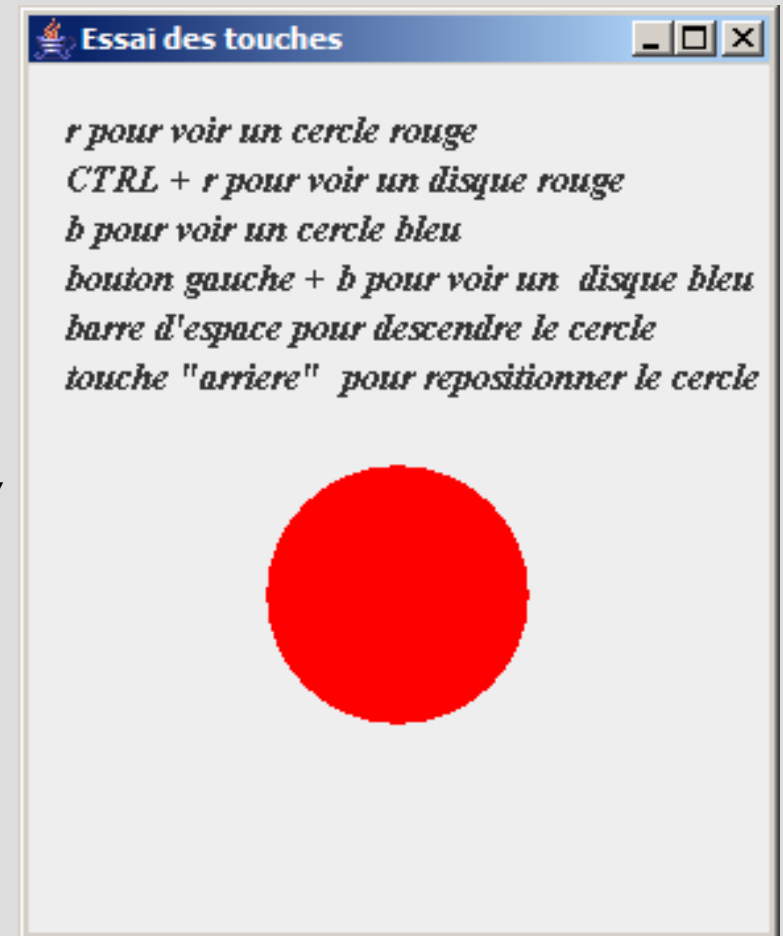 Essai des touches
r pour voir un cercle rouge
CTRL + r pour voir un disque rouge
b pour voir un cercle bleu
bouton gauche + b pour voir un  disque bleu
barre d'espace pour descendre le cercle
touche "arriere"  pour repositionner le cercle